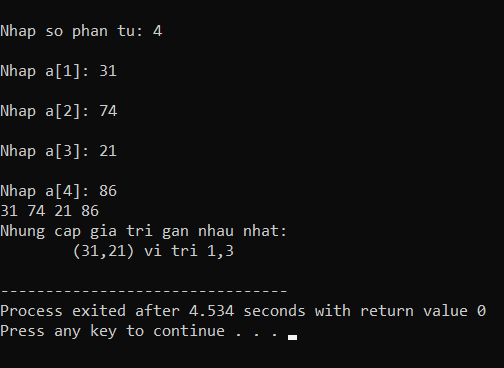 Nhap so phan tu: 4
Nhap a[1]: 31
Nhap a[2]: 74
Nhap a[3]: 21
Nhap a[4]: 86
31 74 21 86
Nhung cap gia tri gan nhau nhat:
(31,21) vi tri 1,3
--------------------------------
Process exited after 4.534 seconds with return value 0
Press any key to continue . . .